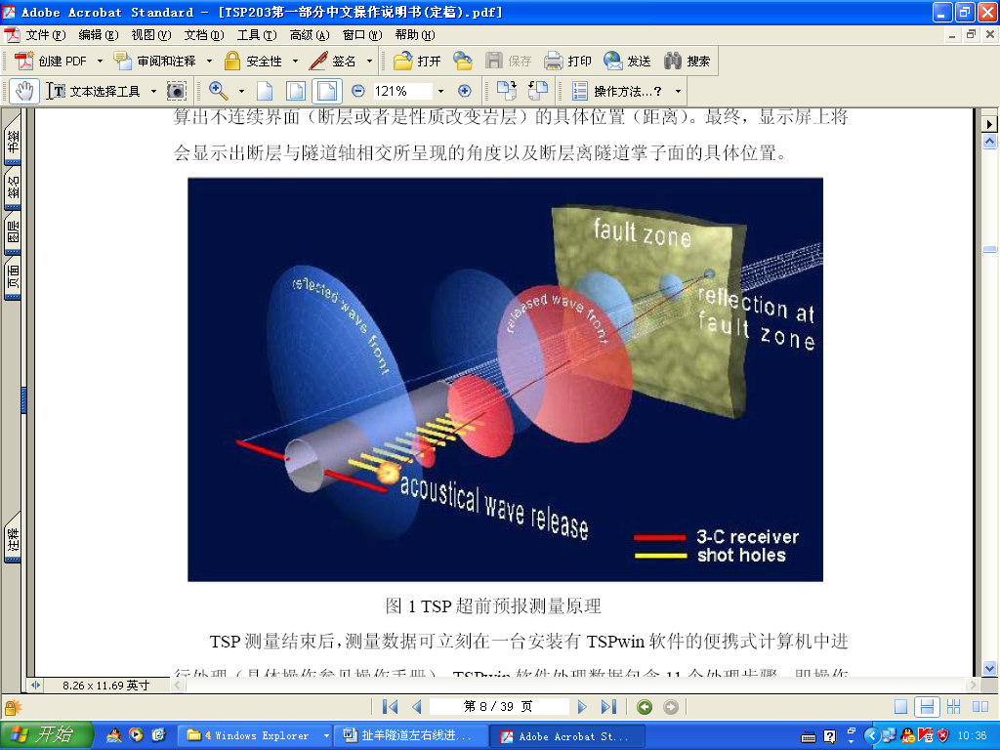 Adobe Acrobat Standard - [TSP203第一部分中文操作说明书(定稿).pdf]
文件(F) 编辑(E) 视图(V) 文档(D) 工具(T) 高级(A) 窗口(W) 帮助(H)
创建 PDF 审阅和注释 安全性 签名 打开 保存 打印 发送 搜索
文本选择工具 121% 操作方法...?
书签
签名
图层
页面
注释
算出不连续界面（断层或者是性质改变岩层）的具体位置（距离）。最终，显示屏上将
会显示出断层与隧道轴相交所呈现的角度以及断层离隧道掌子面的具体位置。
fault zone
reflected wave front
released wave front
reflection at
fault zone
acoustical wave release
3-C receiver
shot holes
图 1 TSP 超前预报测量原理
TSP 测量结束后，测量数据可立刻在一台安装有 TSPwin 软件的便携式计算机中进
行处理（具体操作参见操作手册）。TSPwin 软件处理数据包含 11 个处理步骤，即操作
8.26 x 11.69 英寸
第 8 / 39 页
开始 4 Windows Explorer 扯羊隧道左右线进... Adobe Acrobat St... 10:36